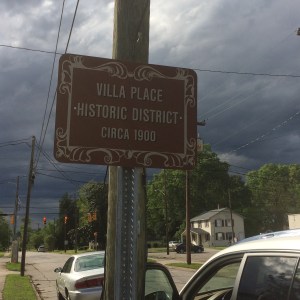 VILLA PLACE
·HISTORIC DISTRICT·
CIRCA 1900